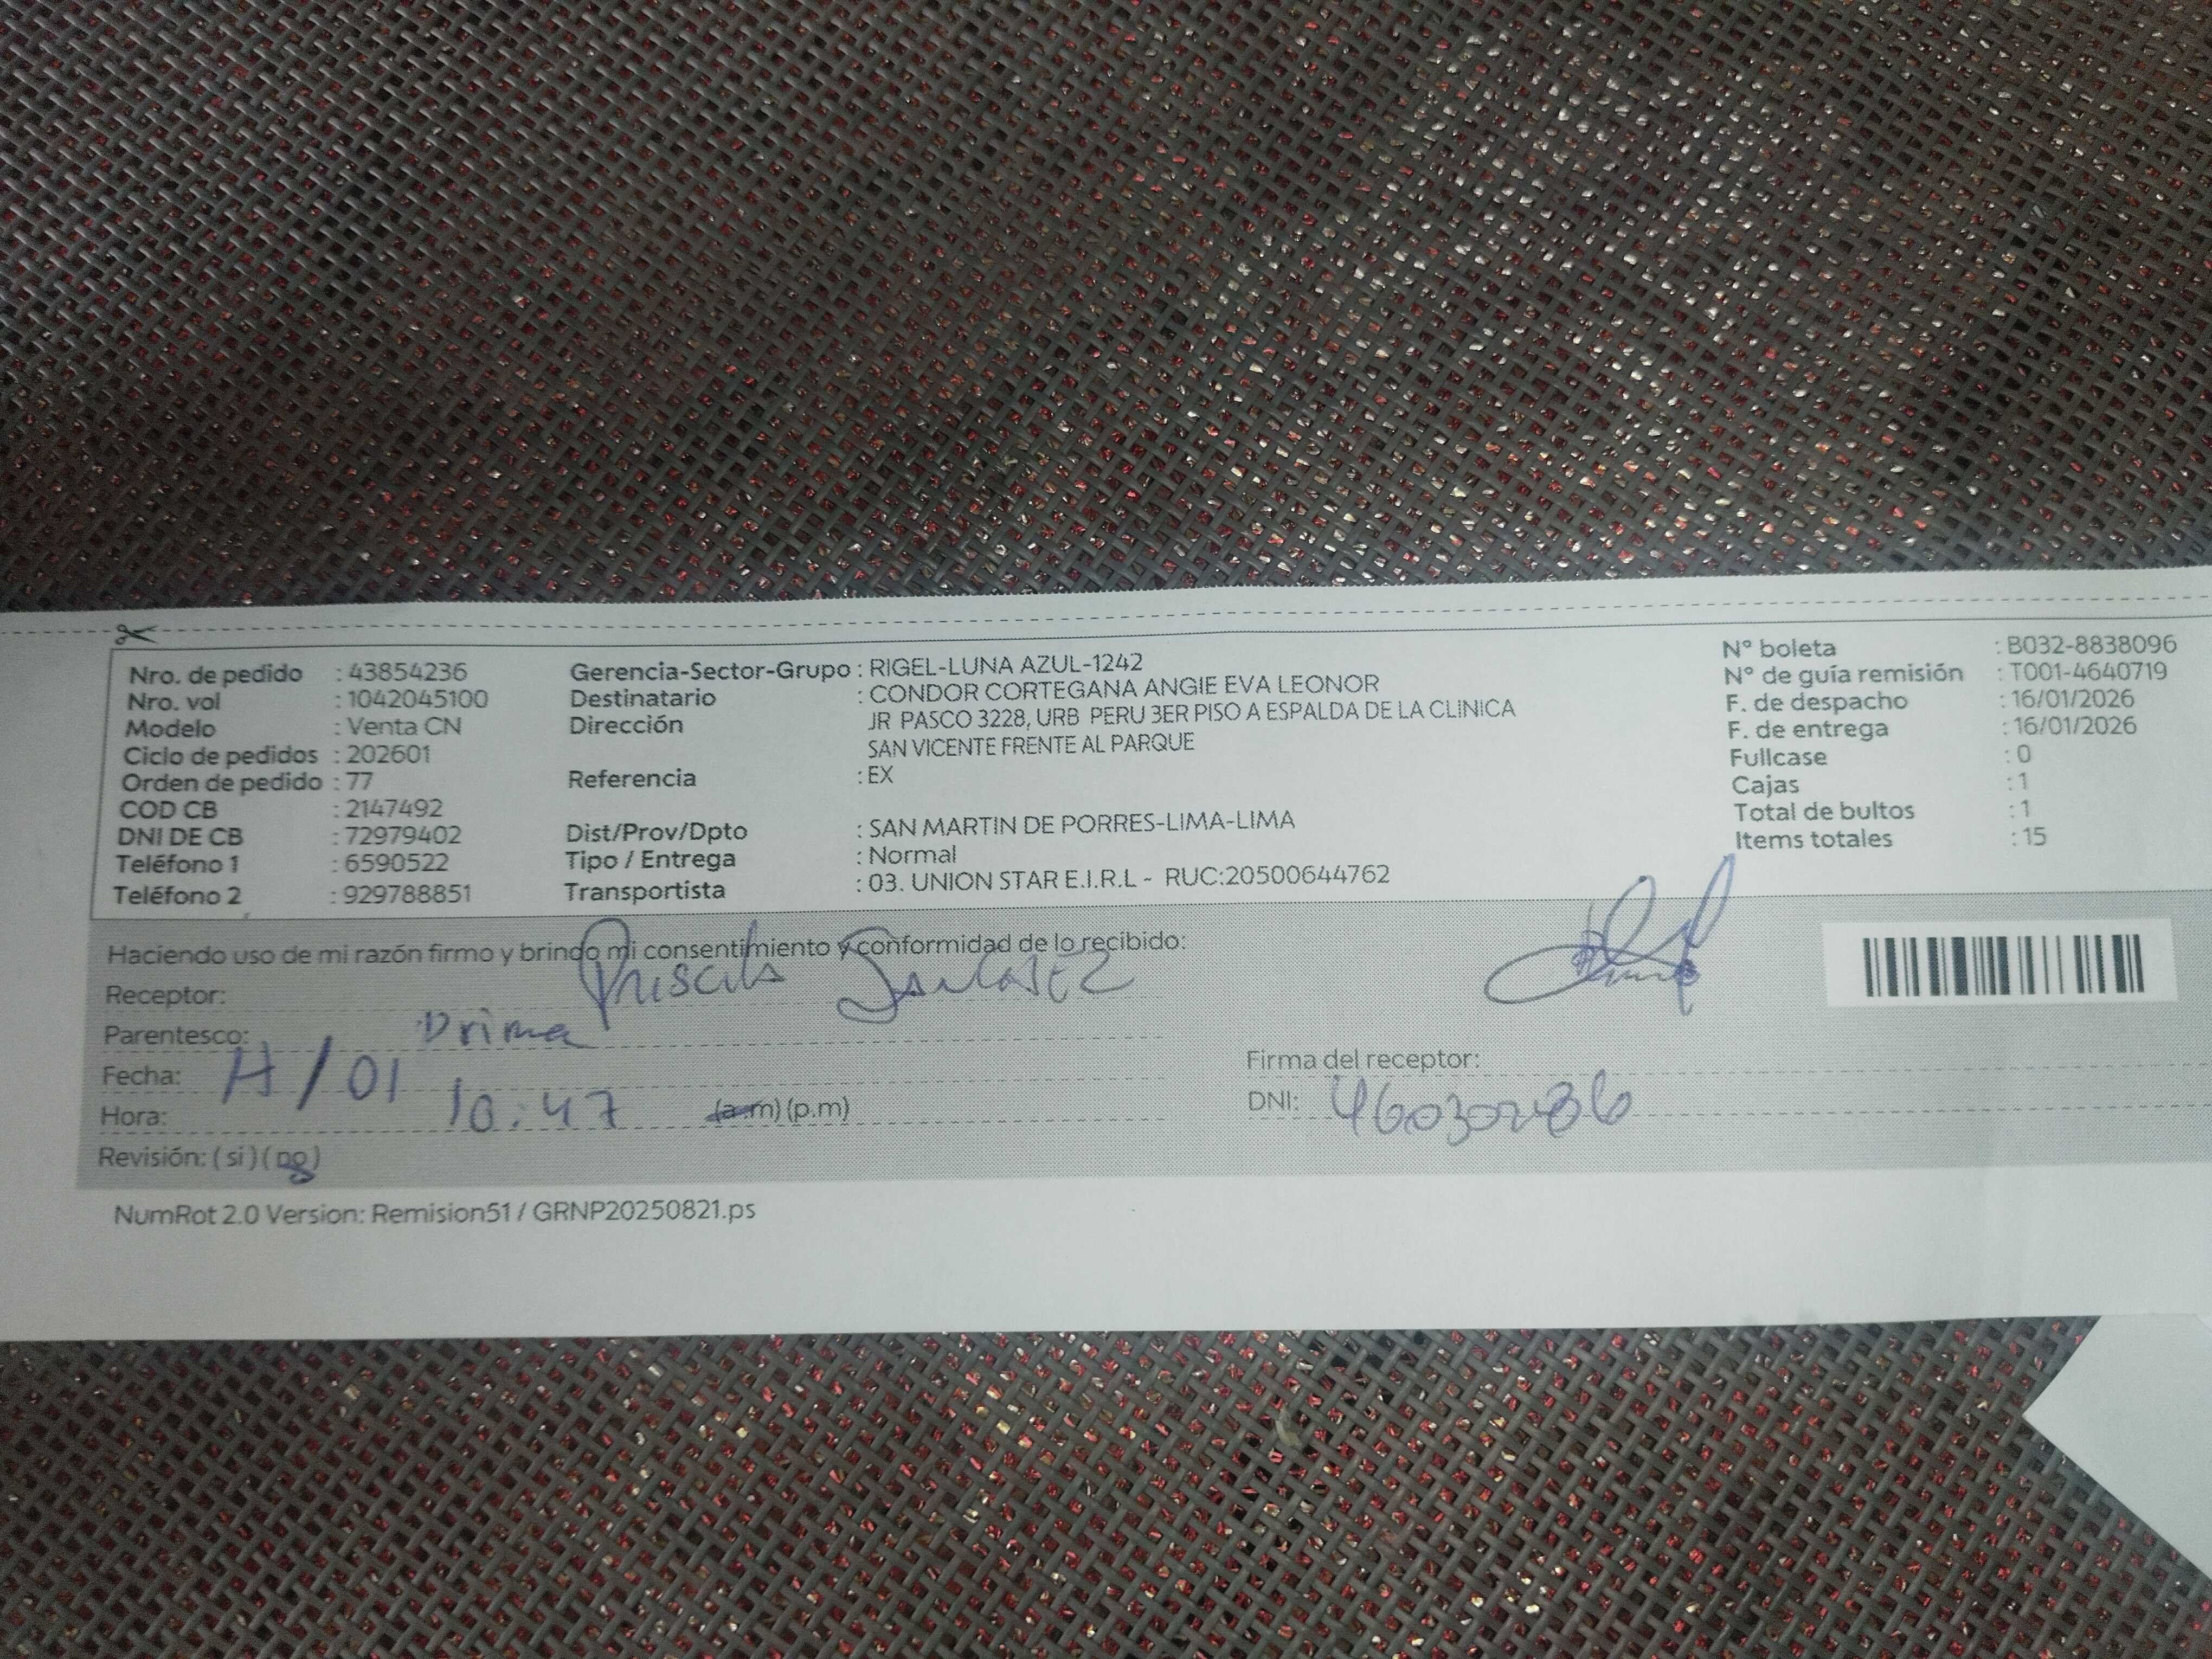 Nro. de pedido : 43854236
Nro. vol : 1042045100
Modelo : Venta CN
Ciclo de pedidos : 202601
Orden de pedido : 77
COD CB : 2147492
DNI DE CB : 72979402
Teléfono 1 : 6590522
Teléfono 2 : 929788851
Gerencia-Sector-Grupo : RIGEL-LUNA AZUL-1242
Destinatario : CONDOR CORTEGANA ANGIE EVA LEONOR
Dirección JR PASCO 3228, URB PERU 3ER PISO A ESPALDA DE LA CLINICA
SAN VICENTE FRENTE AL PARQUE
Referencia : EX
Dist/Prov/Dpto : SAN MARTIN DE PORRES-LIMA-LIMA
Tipo / Entrega : Normal
Transportista : 03. UNION STAR E.I.R.L - RUC:20500644762
N° boleta : B032-8838096
N° de guía remisión : T001-4640719
F. de despacho : 16/01/2026
F. de entrega : 16/01/2026
Fullcase : 0
Cajas : 1
Total de bultos : 1
Items totales : 15
Haciendo uso de mi razón firmo y brindo mi consentimiento y conformidad de lo recibido:
Receptor: Priscila
Parentesco: Prima
Fecha: /01
Hora: 10:47 (a.m) (p.m)
Revisión: (si) (no)
Firma del receptor:
DNI:
NumRot 2.0 Version: Remision51 / GRNP20250821.ps